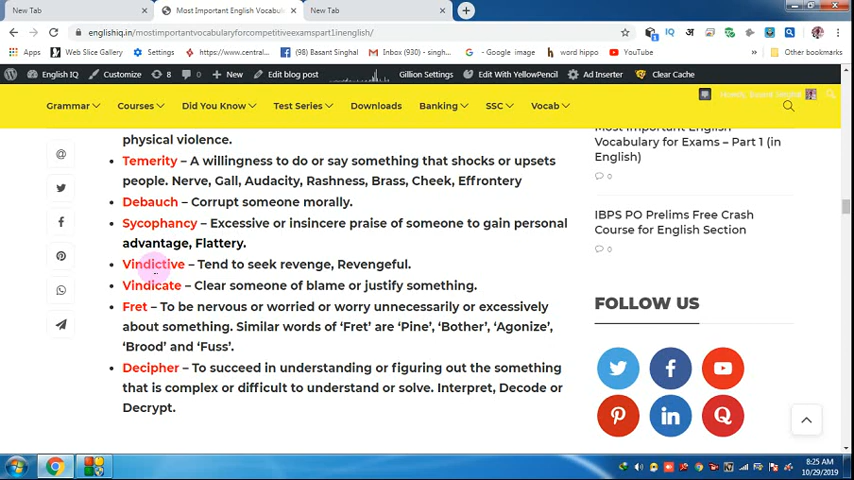 New Tab
Most Important English Vocabul
New Tab
englishiq.in/mostimportantvocabularyforcompetitiveexamspart1inenglish/
Apps
Web Slice Gallery
Settings
https://www.central...
(98) Basant Singhal
Inbox (930) - singh...
Google image
word hippo
YouTube
Other bookmarks
English IQ
Customize
8
0
New
Edit blog post
Gillion Settings
Edit With YellowPencil
Ad Inserter
Clear Cache
Grammar
Courses
Did You Know
Test Series
Downloads
Banking
SSC
Vocab
physical violence.
Temerity – A willingness to do or say something that shocks or upsets
people. Nerve, Gall, Audacity, Rashness, Brass, Cheek, Effrontery
Debauch – Corrupt someone morally.
Sycophancy – Excessive or insincere praise of someone to gain personal
advantage, Flattery.
Vindictive – Tend to seek revenge, Revengeful.
Vindicate – Clear someone of blame or justify something.
Fret – To be nervous or worried or worry unnecessarily or excessively
about something. Similar words of ‘Fret’ are ‘Pine’, ‘Bother’, ‘Agonize’,
‘Brood’ and ‘Fuss’.
Decipher – To succeed in understanding or figuring out the something
that is complex or difficult to understand or solve. Interpret, Decode or
Decrypt.
Most Important English
Vocabulary for Exams – Part 1 (in
English)
0
IBPS PO Prelims Free Crash
Course for English Section
0
FOLLOW US
8:25 AM
10/29/2019